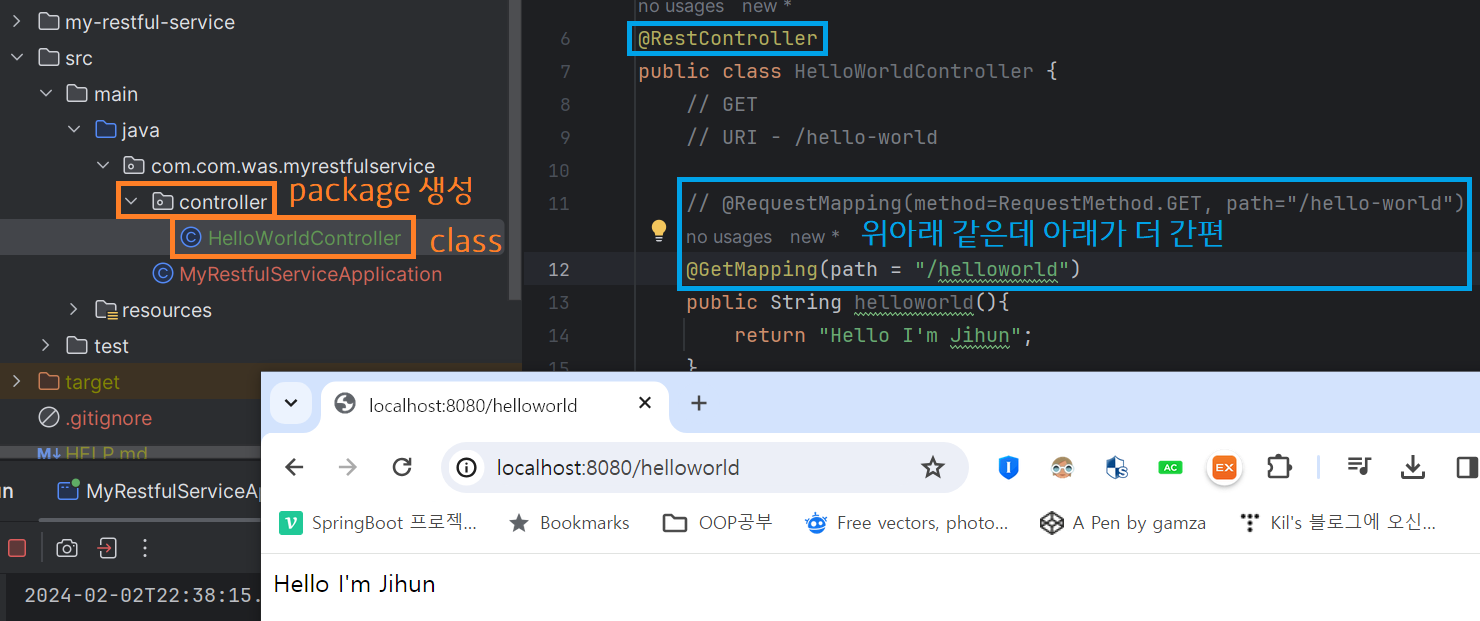 my-restful-service
src
main
java
com.com.was.myrestfulservice
controller
package 생성
HelloWorldController
class
MyRestfulServiceApplication
resources
test
target
.gitignore
HELP.md
no usages new *
6 @RestController
7 public class HelloWorldController {
8 // GET
9 // URI - /hello-world
10
11 // @RequestMapping(method=RequestMethod.GET, path="/hello-world")
no usages new * 위아래 같은데 아래가 더 간편
12 @GetMapping(path = "/helloworld")
13 public String helloworld(){
14 return "Hello I'm Jihun";
15 }
MyRestfulServiceA
2024-02-02T22:38:15.
localhost:8080/helloworld
localhost:8080/helloworld
AC
EX
SpringBoot 프로젝... Bookmarks OOP공부 Free vectors, photo... A Pen by gamza Kil's 블로그에 오신...
Hello I'm Jihun